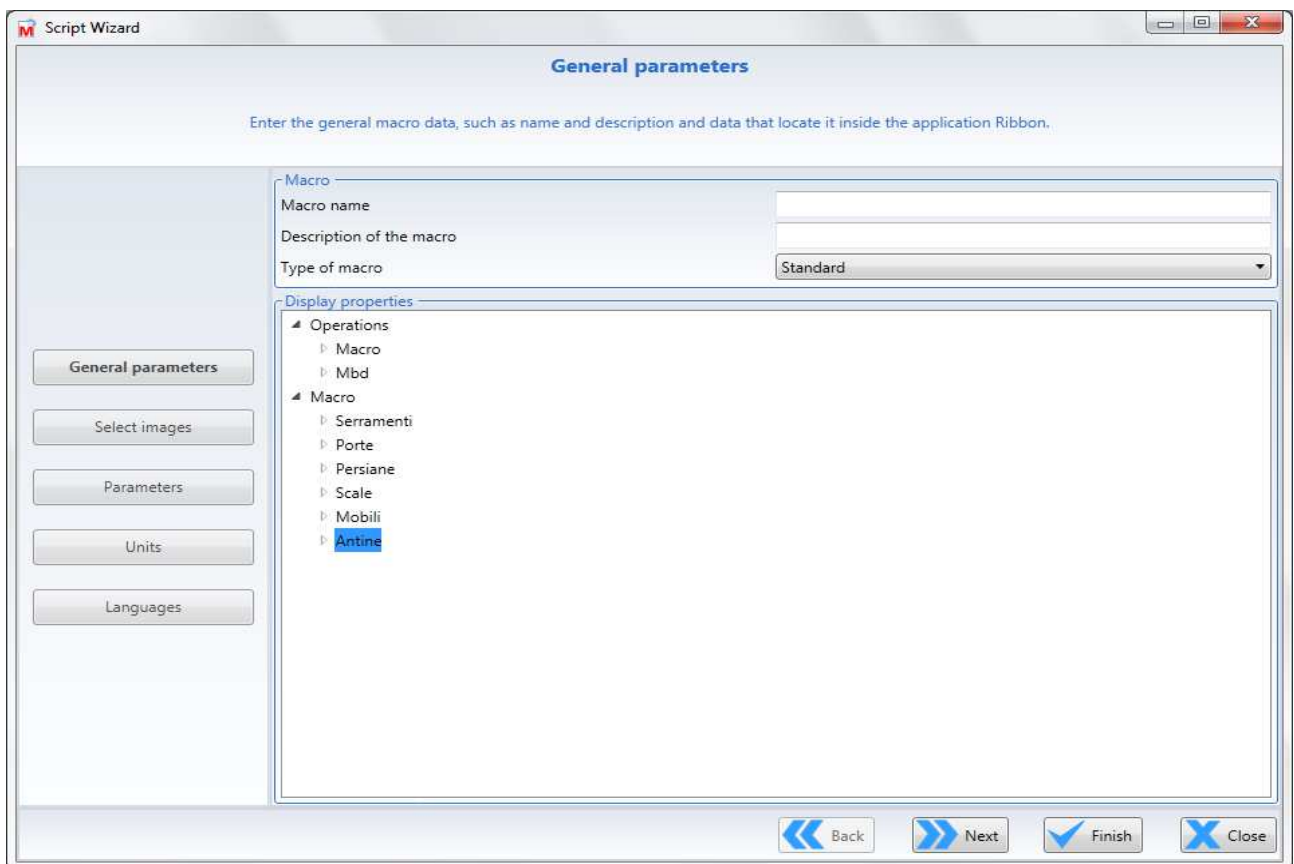 Script Wizard
General parameters
Enter the general macro data, such as name and description and data that locate it inside the application Ribbon.
General parameters
Select images
Parameters
Units
Languages
Macro
Macro name
Description of the macro
Type of macro
Standard
Display properties
Operations
Macro
Mbd
Macro
Serramenti
Porte
Persiane
Scale
Mobili
Antine
Back
Next
Finish
Close